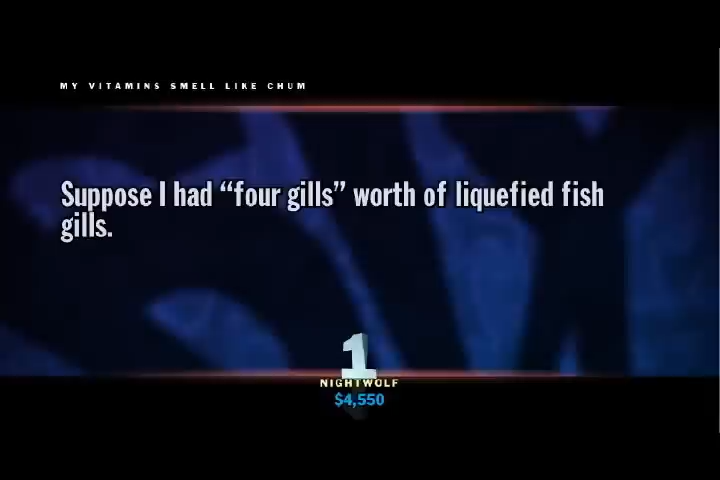 MY VITAMINS SMELL LIKE CHUM
Suppose I had “four gills” worth of liquefied fish
gills.
1
NIGHTWOLF
$4,550